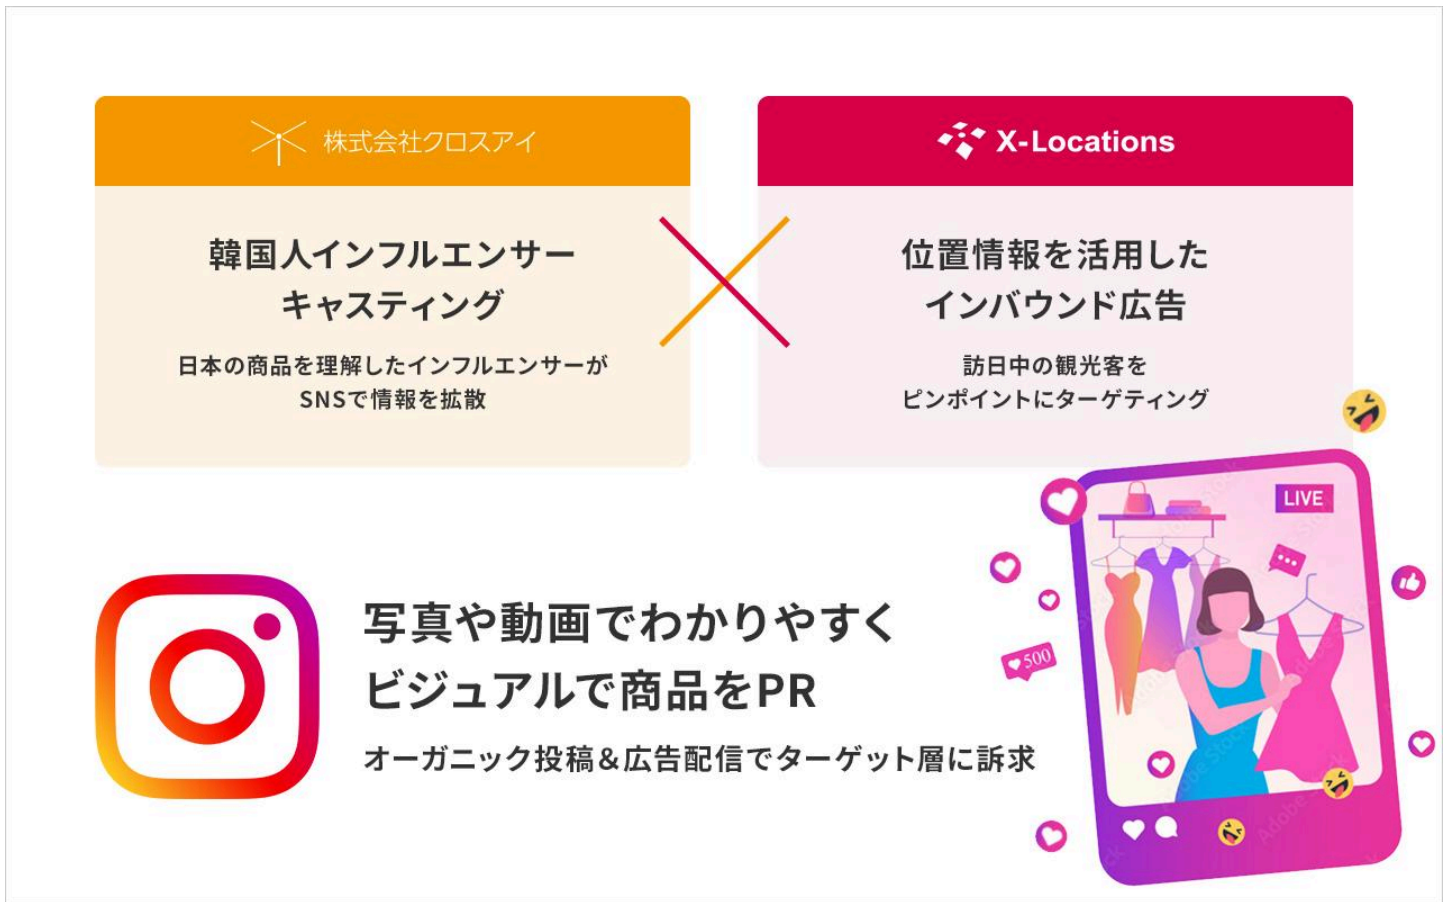 株式会社クロスアイ
X-Locations
韓国人インフルエンサー
キャスティング
日本の商品を理解したインフルエンサーが
SNSで情報を拡散
位置情報を活用した
インバウンド広告
訪日中の観光客を
ピンポイントにターゲティング
LIVE
500
写真や動画でわかりやすく
ビジュアルで商品をPR
オーガニック投稿&広告配信でターゲット層に訴求
Adobe Stock